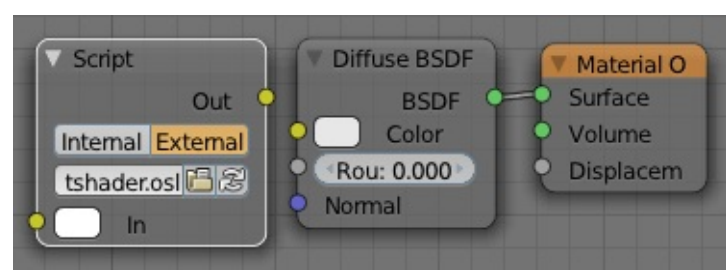 Script
Out
Internal External
tshader.osl
In
Diffuse BSDF
BSDF
Color
Rou: 0.000
Normal
Material O
Surface
Volume
Displacem